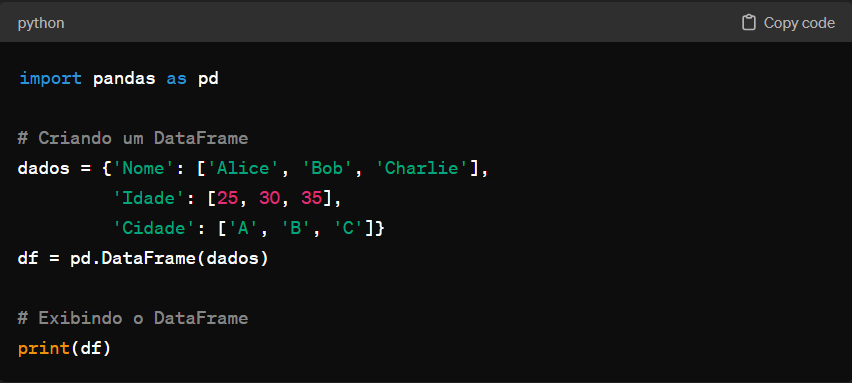 python
Copy code
import pandas as pd
# Criando um DataFrame
dados = {'Nome': ['Alice', 'Bob', 'Charlie'],
'Idade': [25, 30, 35],
'Cidade': ['A', 'B', 'C']}
df = pd.DataFrame(dados)
# Exibindo o DataFrame
print(df)